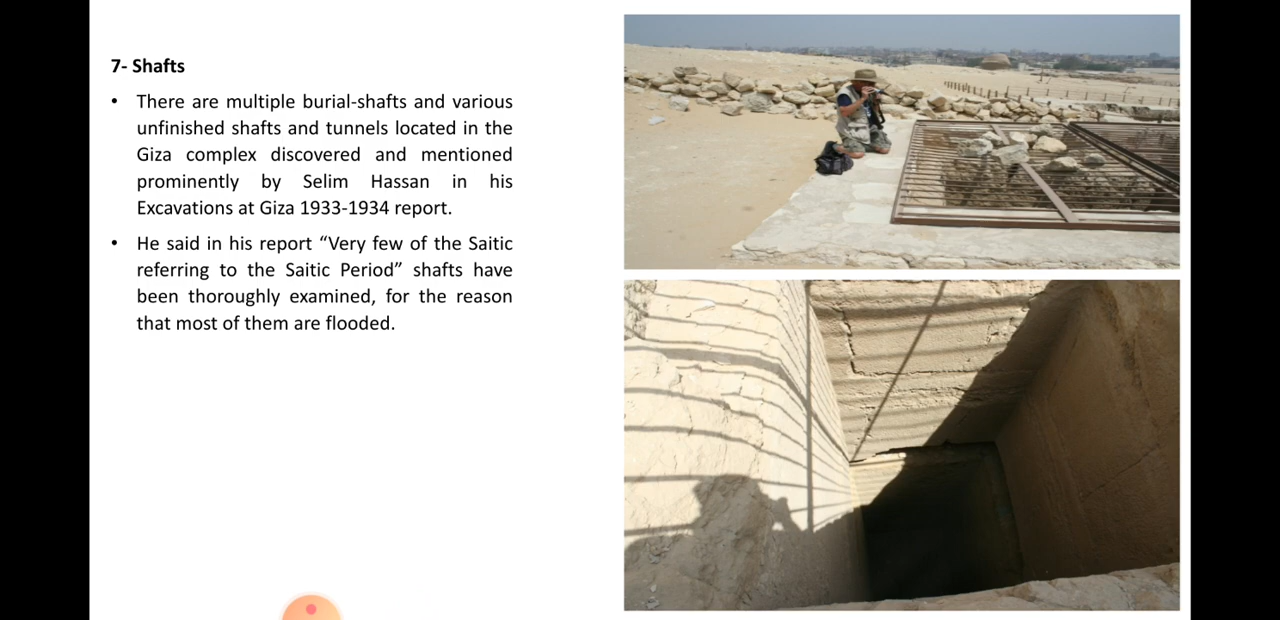 7- Shafts
• There are multiple burial-shafts and various
unfinished shafts and tunnels located in the
Giza complex discovered and mentioned
prominently by Selim Hassan in his
Excavations at Giza 1933-1934 report.
• He said in his report “Very few of the Saitic
referring to the Saitic Period” shafts have
been thoroughly examined, for the reason
that most of them are flooded.